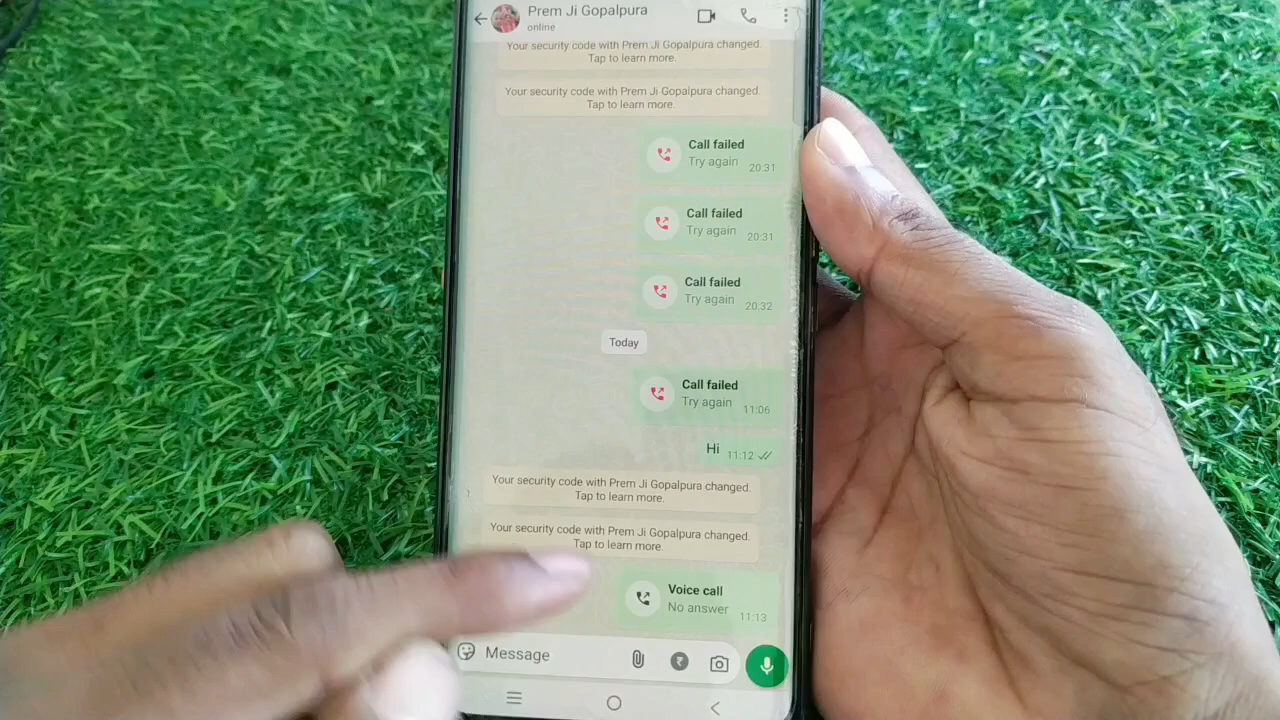 Prem Ji Gopalpura
online
Your security code with Prem Ji Gopalpura changed.
Tap to learn more.
Your security code with Prem Ji Gopalpura changed.
Tap to learn more.
Call failed
Try again 20:31
Call failed
Try again 20:31
Call failed
Try again 20:32
Today
Call failed
Try again 11:06
Hi 11:12
Your security code with Prem Ji Gopalpura changed.
Tap to learn more.
Your security code with Prem Ji Gopalpura changed.
Tap to learn more.
Voice call
No answer 11:13
Message
₹